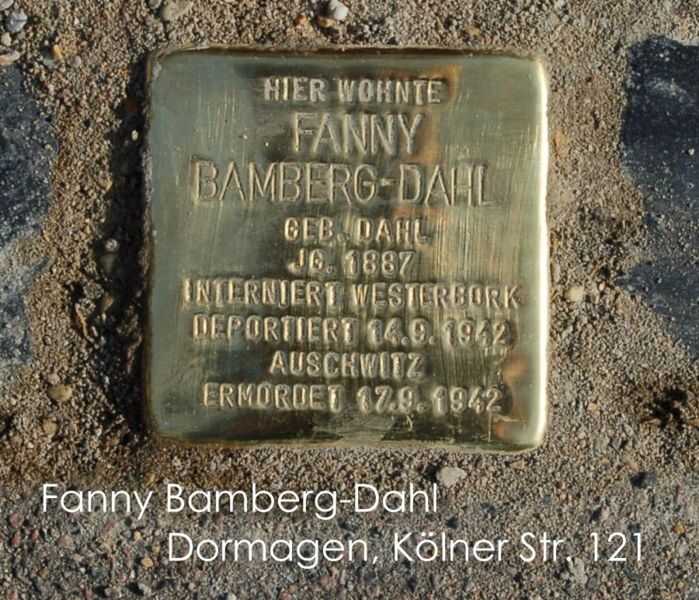 HIER WOHNTE
FANNY
BAMBERG-DAHL
GEB. DAHL
JG. 1887
INTERNIERT WESTERBORK
DEPORTIERT 14.9.1942
AUSCHWITZ
ERMORDET 17.9.1942
Fanny Bamberg-Dahl
Dormagen, Kölner Str. 121